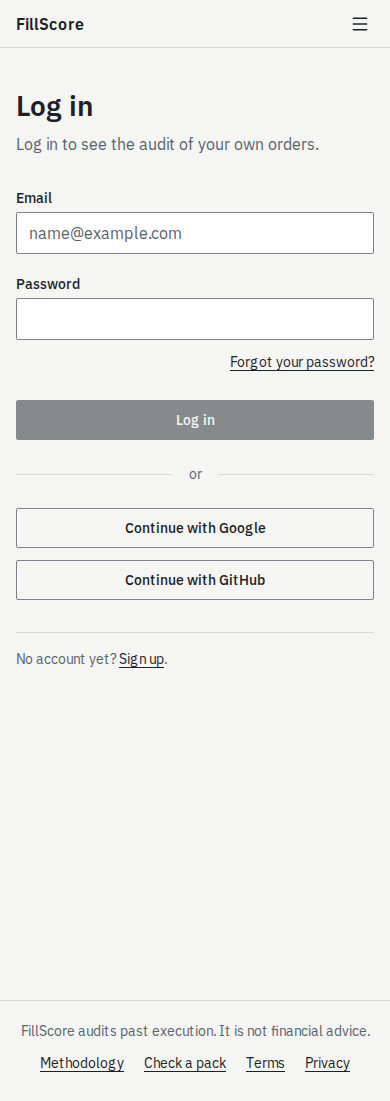 FillScore
Log in
Log in to see the audit of your own orders.
Email
name@example.com
Password
Forgot your password?
Log in
or
Continue with Google
Continue with GitHub
No account yet? Sign up.
FillScore audits past execution. It is not financial advice.
Methodology Check a pack Terms Privacy